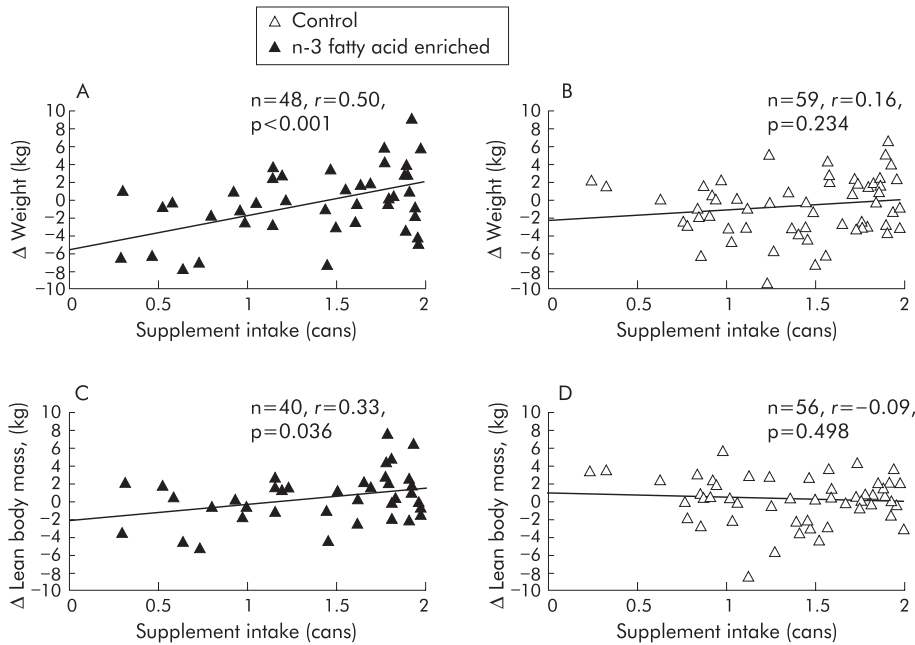 Control
n-3 fatty acid enriched
A
n=48, r=0.50,
p<0.001
Δ Weight (kg)
10
8
6
4
2
0
−2
−4
−6
−8
−10
0 0.5 1 1.5 2
Supplement intake (cans)
B
n=59, r=0.16,
p=0.234
Δ Weight (kg)
10
8
6
4
2
0
−2
−4
−6
−8
−10
0 0.5 1 1.5 2
Supplement intake (cans)
C
n=40, r=0.33,
p=0.036
Δ Lean body mass, (kg)
10
8
6
4
2
0
−2
−4
−6
−8
−10
0 0.5 1 1.5 2
Supplement intake (cans)
D
n=56, r=−0.09,
p=0.498
Δ Lean body mass, (kg)
10
8
6
4
2
0
−2
−4
−6
−8
−10
0 0.5 1 1.5 2
Supplement intake (cans)